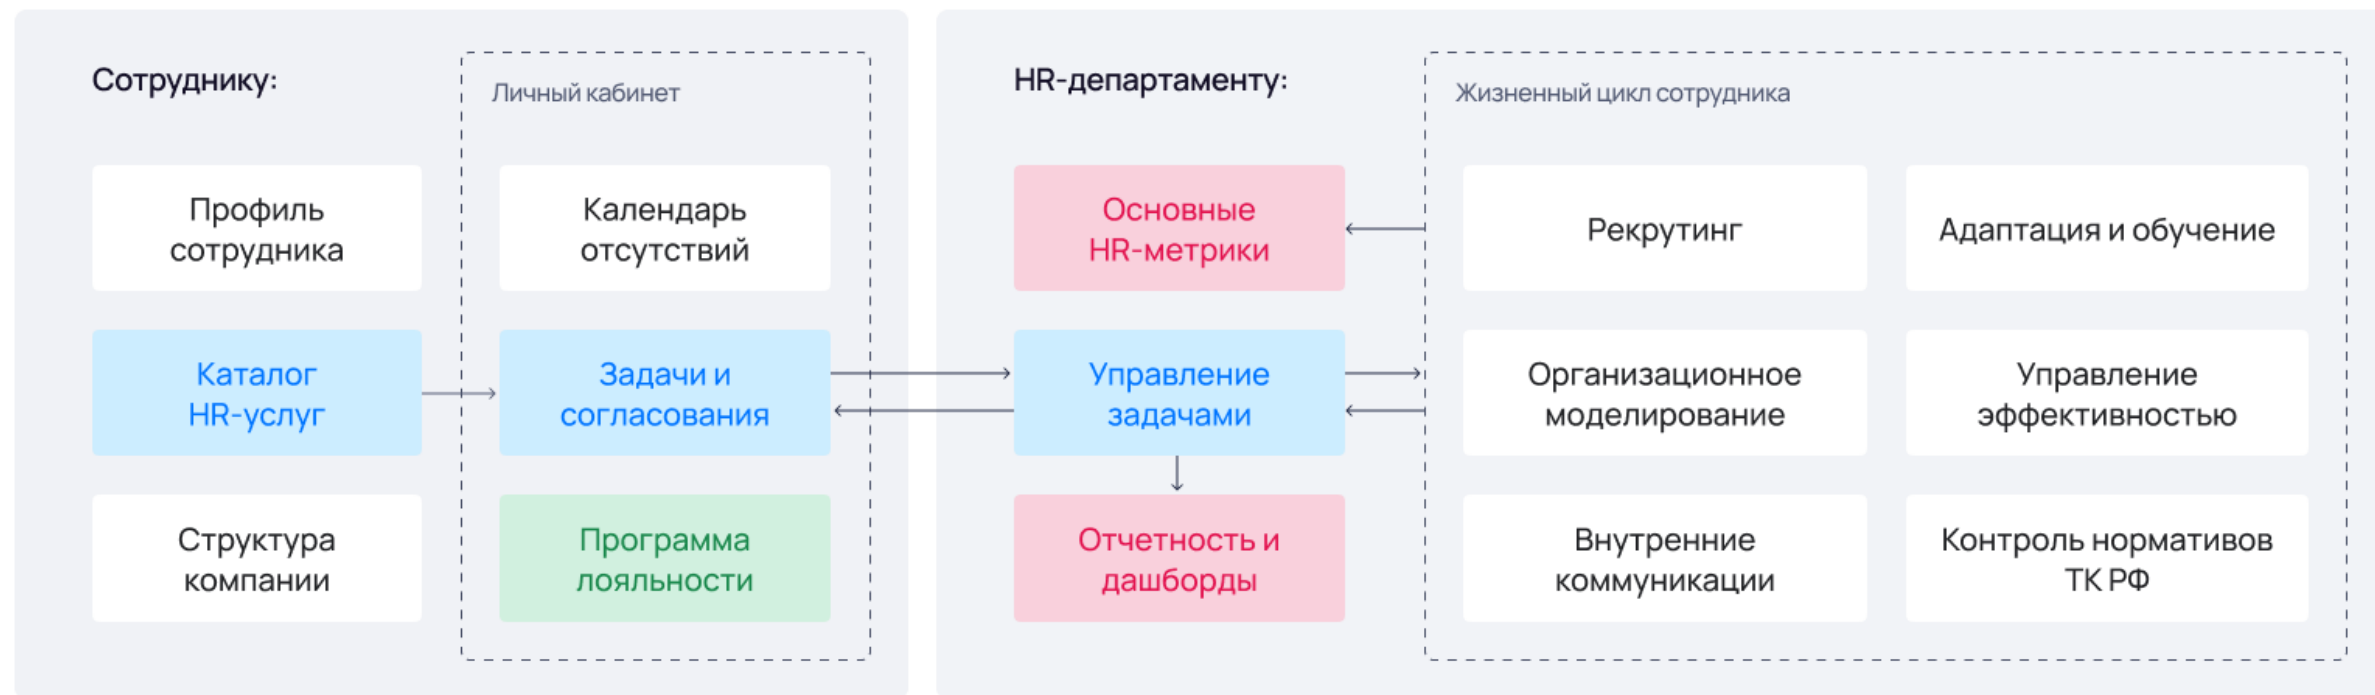 Сотруднику:
Личный кабинет
Профиль
сотрудника
Календарь
отсутствий
Каталог
HR-услуг
Задачи и
согласования
Структура
компании
Программа
лояльности
HR-департаменту:
Жизненный цикл сотрудника
Основные
HR-метрики
Рекрутинг
Адаптация и обучение
Управление
задачами
Организационное
моделирование
Управление
эффективностью
Отчетность и
дашборды
Внутренние
коммуникации
Контроль нормативов
ТК РФ